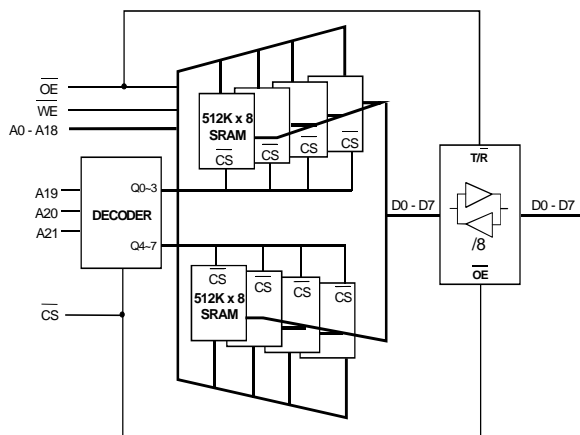 OE
WE
A0 - A18
512K x 8
SRAM
CS
CS
CS
CS
T/R
A19
A20
A21
DECODER
Q0~3
Q4~7
D0 - D7
D0 - D7
/8
OE
CS
CS
CS
CS
CS
512K x 8
SRAM